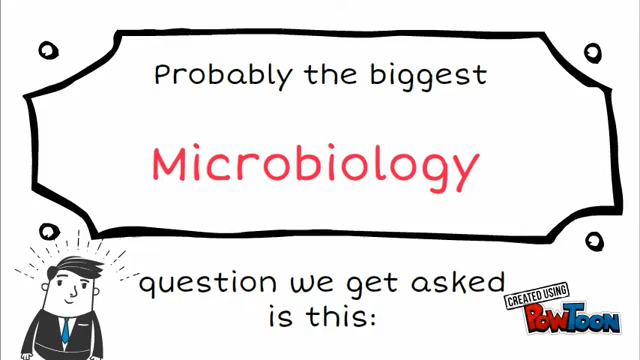 Probably the biggest
Microbiology
question we get asked
is this:
CREATED USING
POWTOON